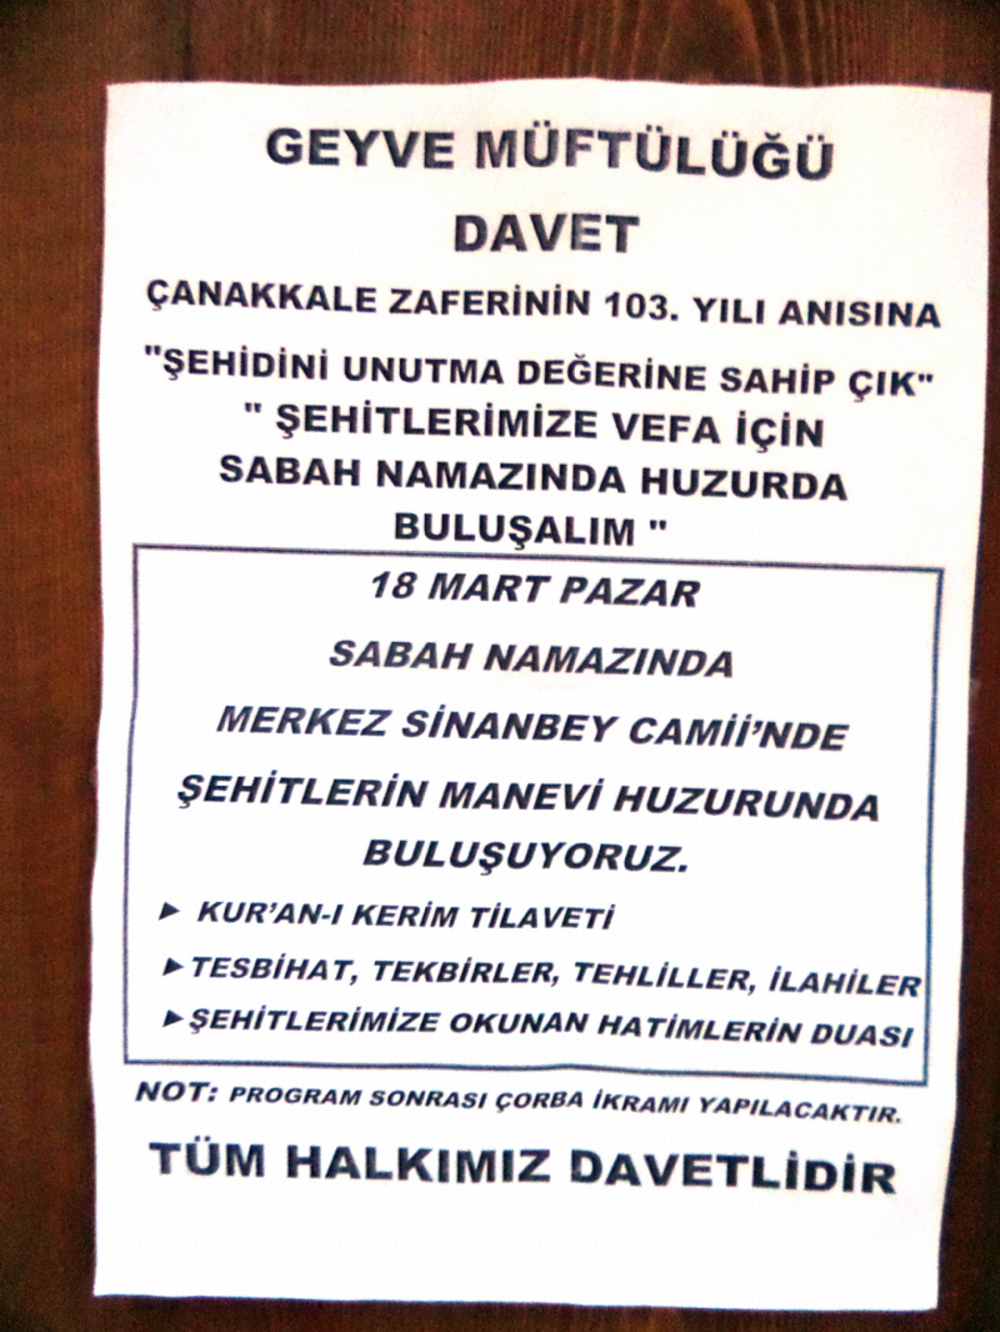 GEYVE MÜFTÜLÜĞÜ
DAVET
ÇANAKKALE ZAFERİNİN 103. YILI ANISINA
"ŞEHİDİNİ UNUTMA DEĞERİNE SAHİP ÇIK"
" ŞEHİTLERİMİZE VEFA İÇİN
SABAH NAMAZINDA HUZURDA
BULUŞALIM "
18 MART PAZAR
SABAH NAMAZINDA
MERKEZ SİNANBEY CAMİİ’NDE
ŞEHİTLERİN MANEVİ HUZURUNDA
BULUŞUYORUZ.
► KUR’AN-I KERİM TİLAVETİ
►TESBİHAT, TEKBİRLER, TEHLİLLER, İLAHİLER
►ŞEHİTLERİMİZE OKUNAN HATİMLERİN DUASI
NOT: PROGRAM SONRASI ÇORBA İKRAMI YAPILACAKTIR.
TÜM HALKIMIZ DAVETLİDİR